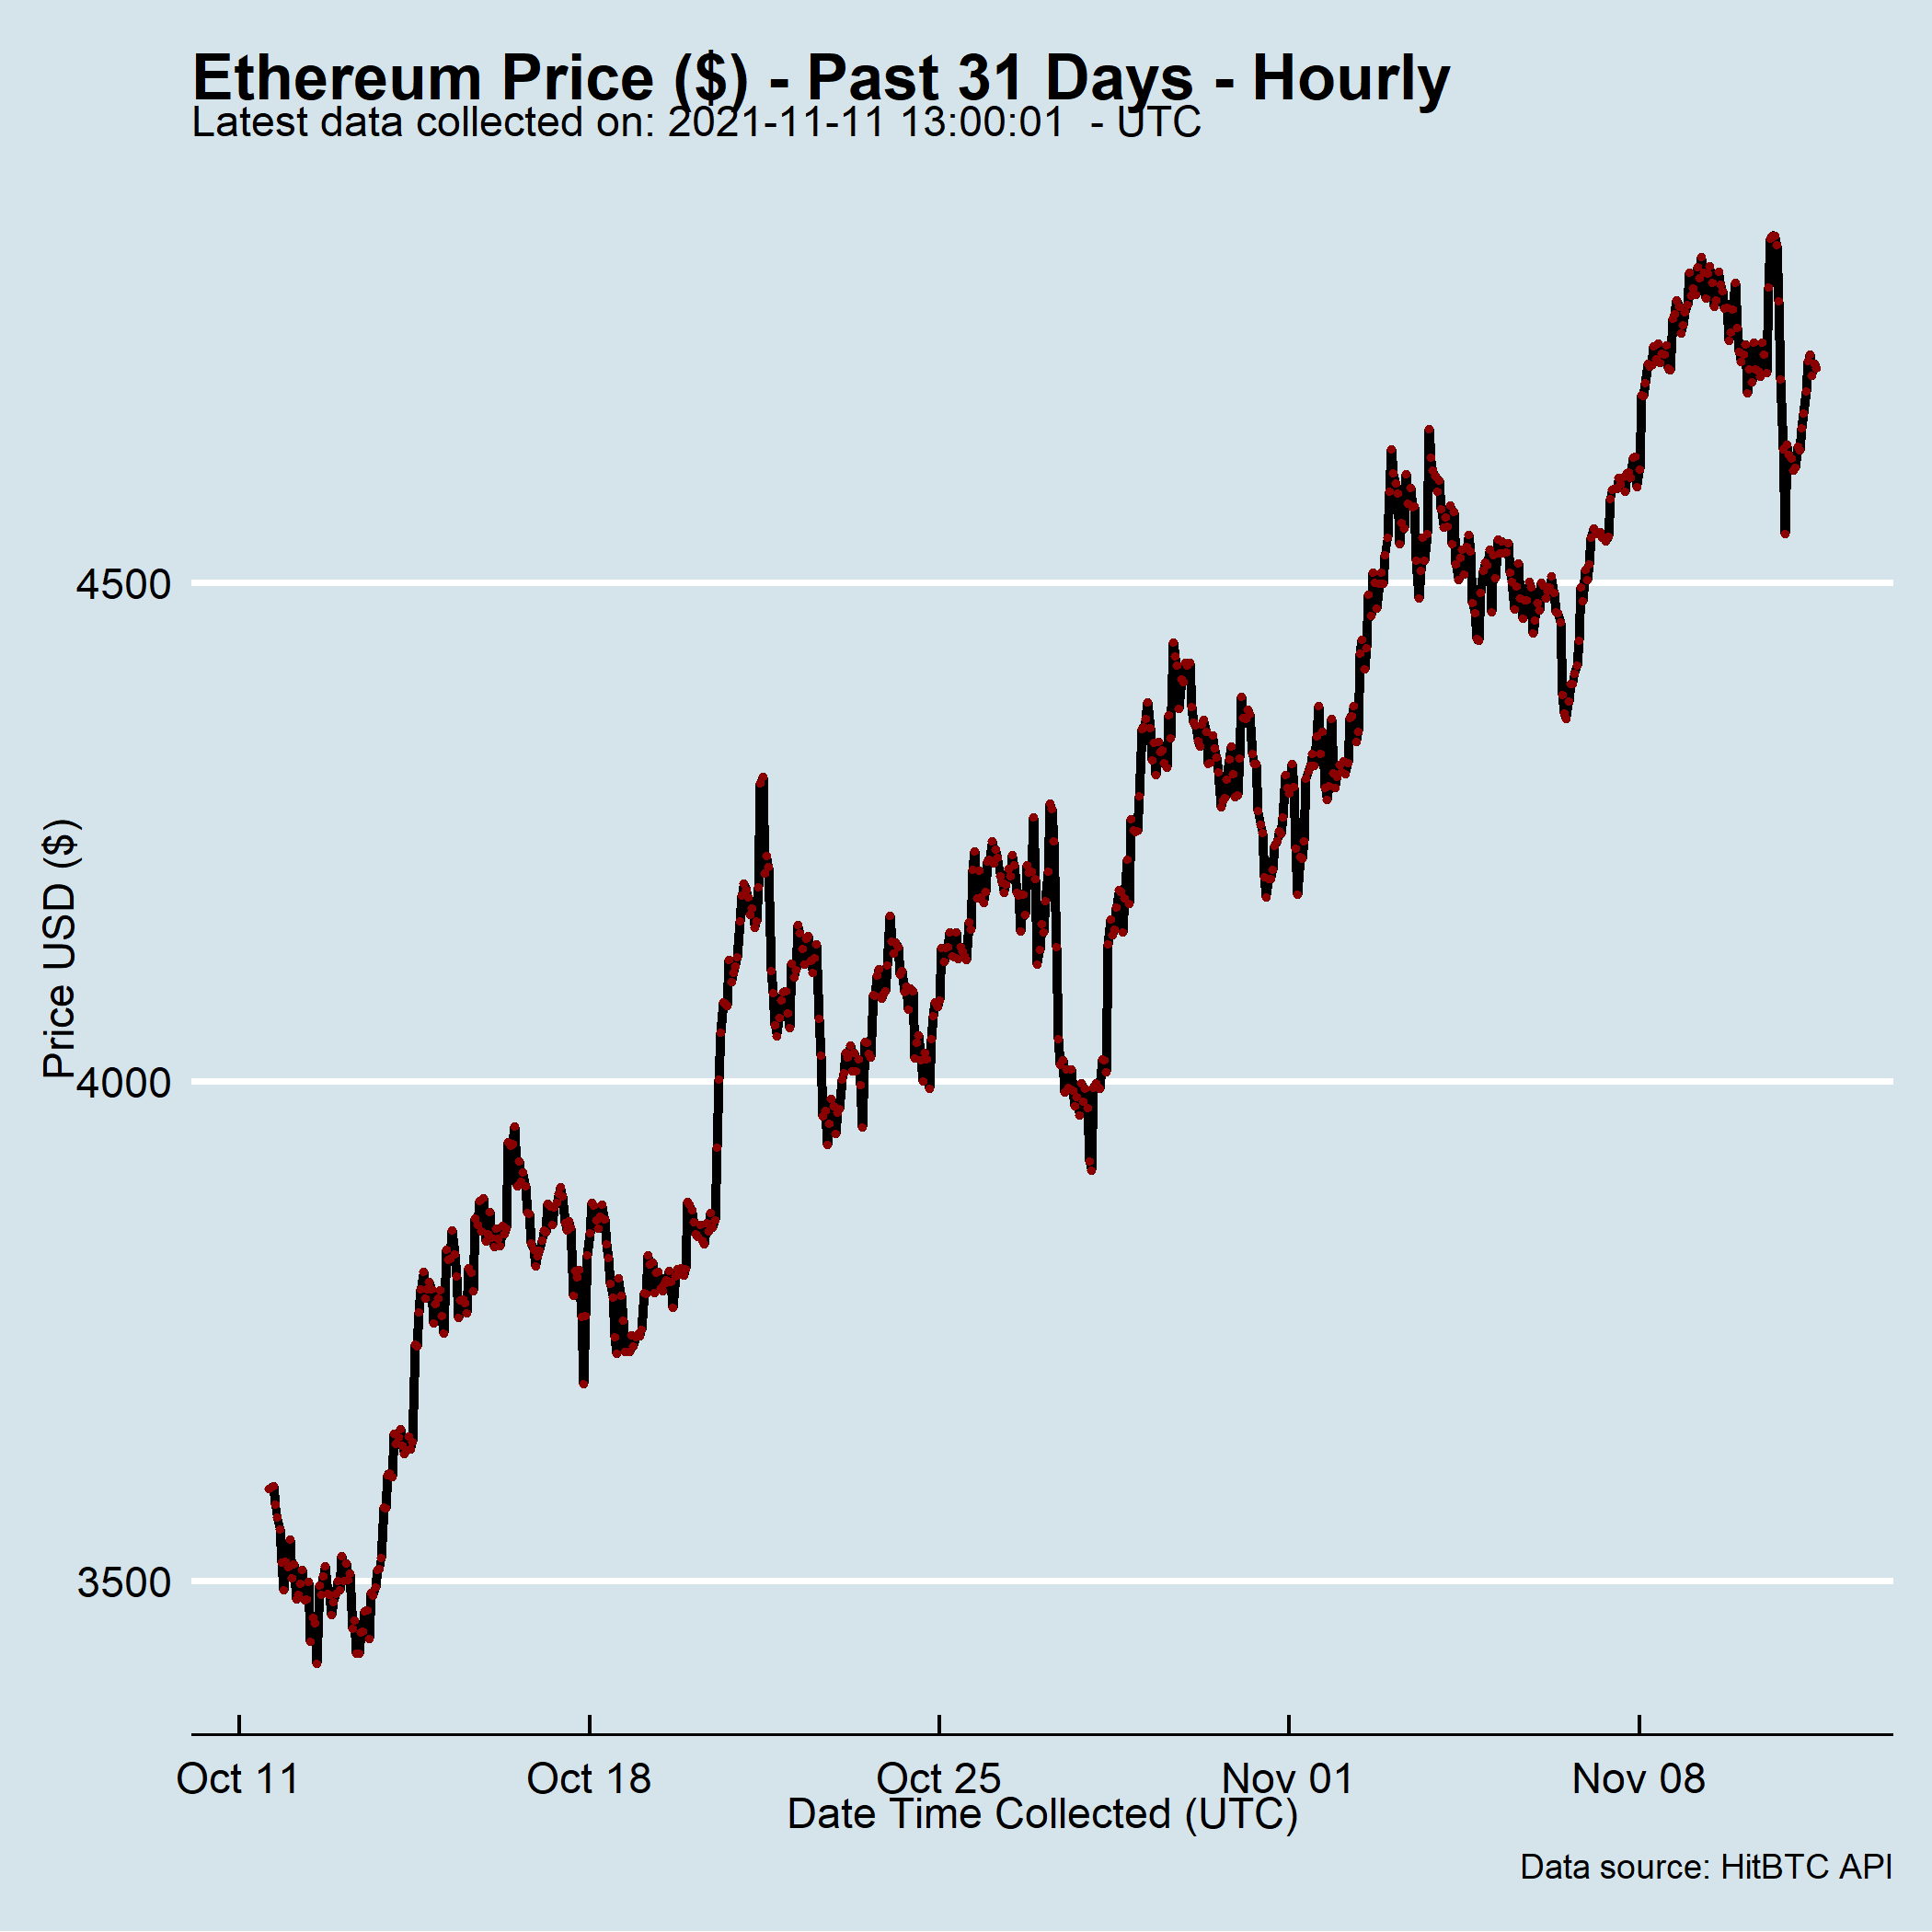 Ethereum Price ($) - Past 31 Days - Hourly
Latest data collected on: 2021-11-11 13:00:01  - UTC
Price USD ($)
4500
4000
3500
Oct 11 Oct 18 Oct 25 Nov 01 Nov 08
Date Time Collected (UTC)
Data source: HitBTC API